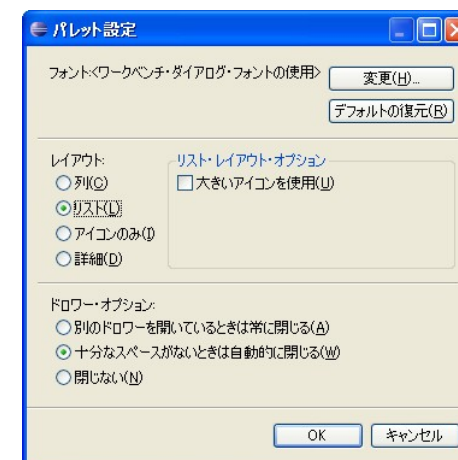 パレット設定
フォント:<ワークベンチ・ダイアログ・フォントの使用>
変更(H)...
デフォルトの復元(R)
レイアウト:
列(C)
リスト(L)
アイコンのみ(I)
詳細(D)
リスト・レイアウト・オプション
大きいアイコンを使用(U)
ドロワー・オプション:
別のドロワーを開いているときは常に閉じる(A)
十分なスペースがないときは自動的に閉じる(W)
閉じない(N)
OK
キャンセル